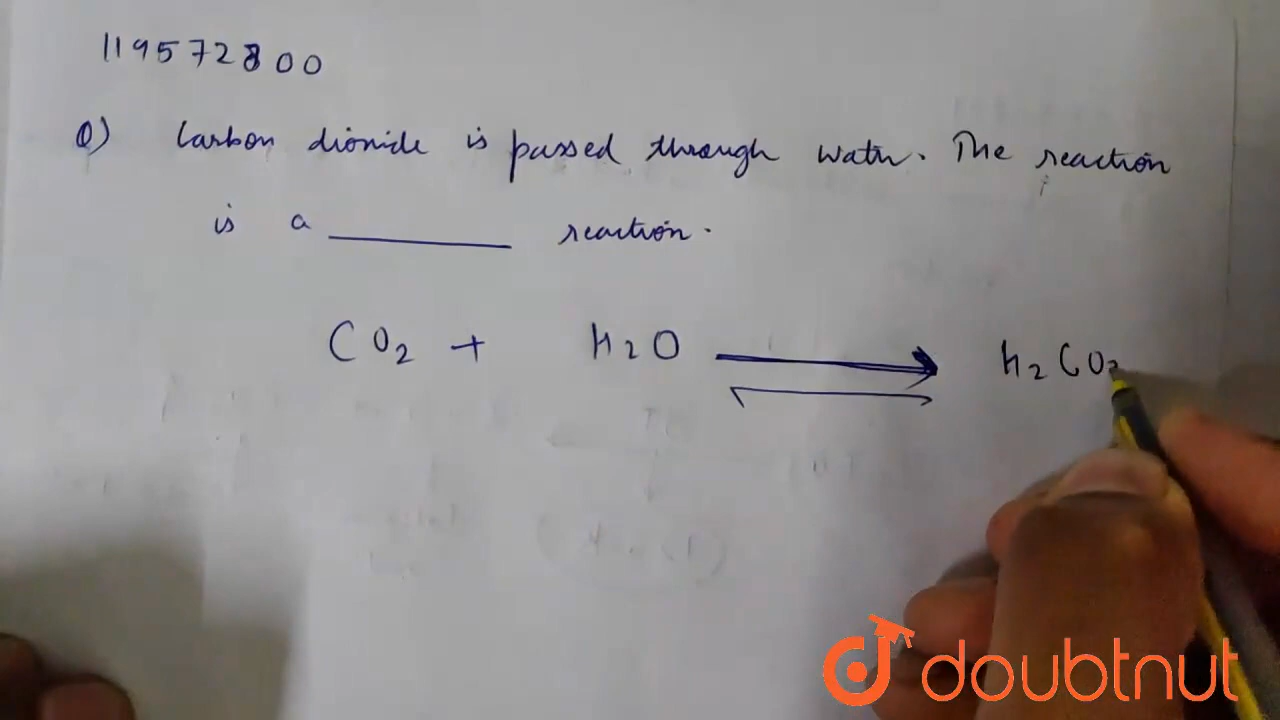 119572800
Q) Carbon dioxide is passed through water. The reaction
is a ________ reaction.
CO2 + H2O ⇌ H2CO3
doubtnut